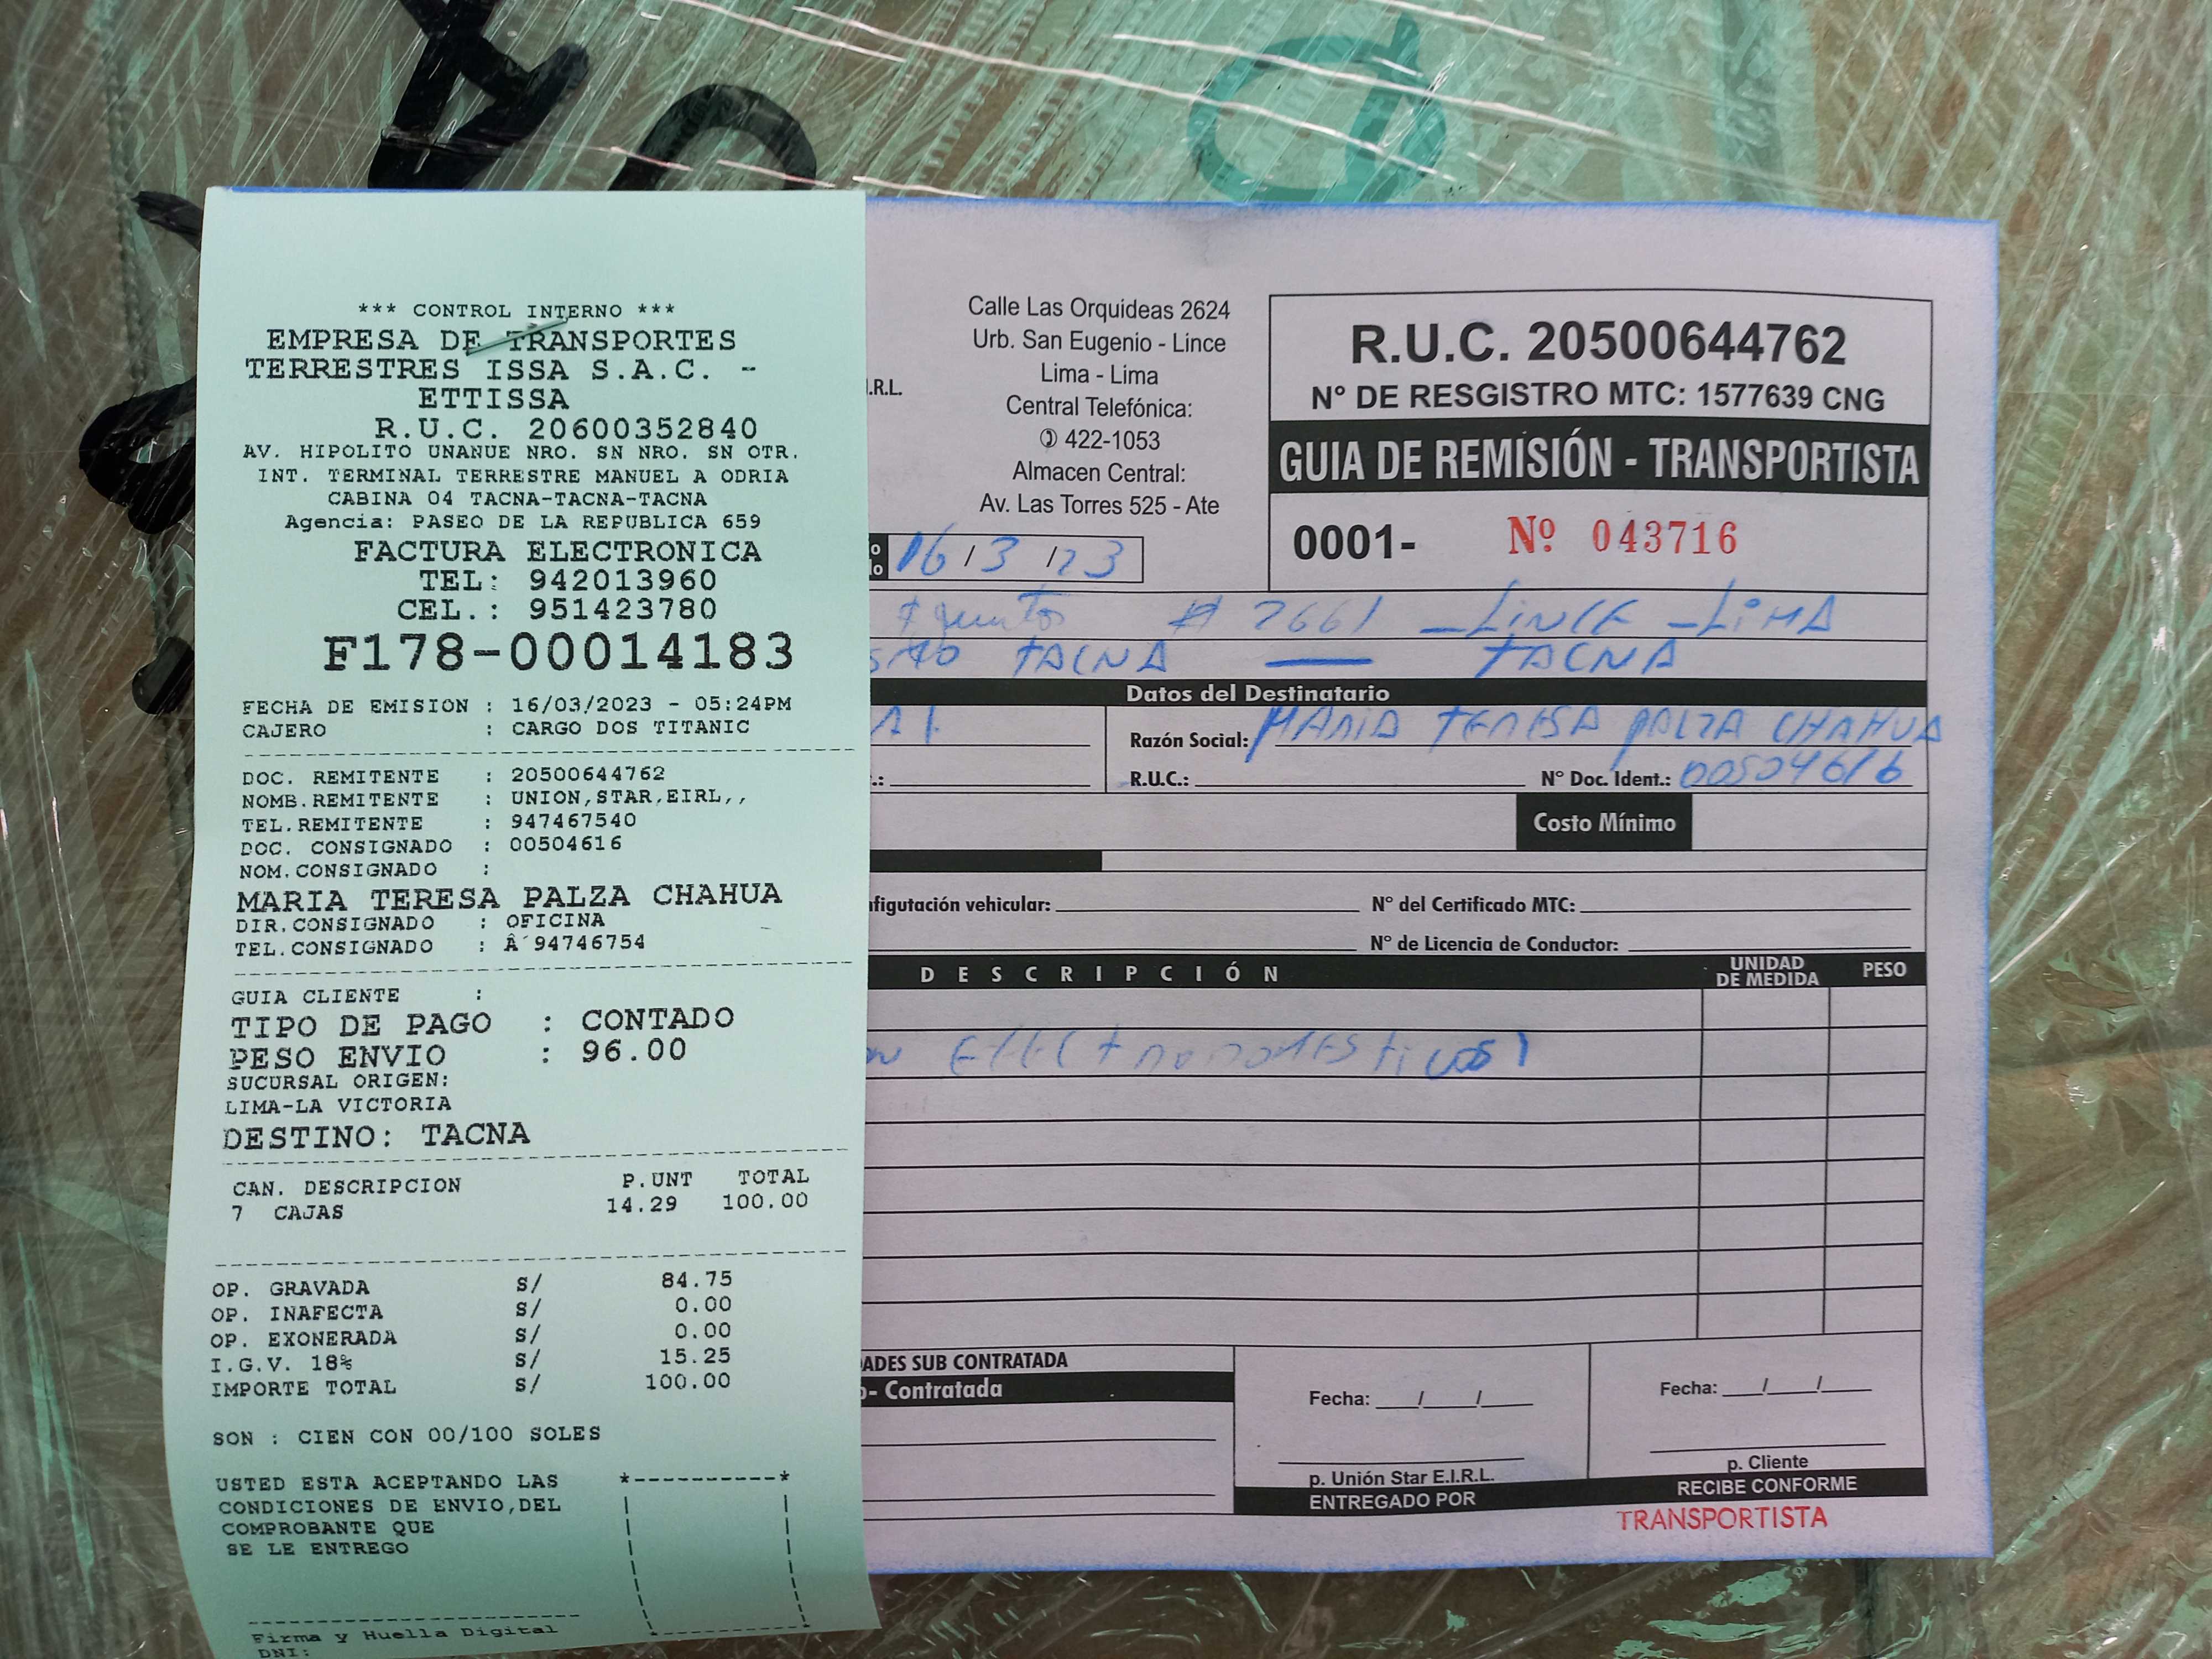 *** CONTROL INTERNO ***
EMPRESA DE TRANSPORTES
TERRESTRES ISSA S.A.C. -
ETTISSA
R.U.C. 20600352840
AV. HIPOLITO UNANUE NRO. SN NRO. SN OTR.
INT. TERMINAL TERRESTRE MANUEL A ODRIA
CABINA 04 TACNA-TACNA-TACNA
Agencia: PASEO DE LA REPUBLICA 659
FACTURA ELECTRONICA
TEL: 942013960
CEL.: 951423780
F178-00014183
FECHA DE EMISION : 16/03/2023 - 05:24PM
CAJERO : CARGO DOS TITANIC
DOC. REMITENTE : 20500644762
NOMB.REMITENTE : UNION,STAR,EIRL,,
TEL.REMITENTE : 947467540
DOC. CONSIGNADO : 00504616
NOM.CONSIGNADO :
MARIA TERESA PALZA CHAHUA
DIR.CONSIGNADO : OFICINA
TEL.CONSIGNADO : Â´94746754
GUIA CLIENTE :
TIPO DE PAGO : CONTADO
PESO ENVIO : 96.00
SUCURSAL ORIGEN:
LIMA-LA VICTORIA
DESTINO: TACNA
CAN. DESCRIPCION P.UNT TOTAL
7 CAJAS 14.29 100.00
OP. GRAVADA S/ 84.75
OP. INAFECTA S/ 0.00
OP. EXONERADA S/ 0.00
I.G.V. 18% S/ 15.25
IMPORTE TOTAL S/ 100.00
SON : CIEN CON 00/100 SOLES
USTED ESTA ACEPTANDO LAS
CONDICIONES DE ENVIO,DEL
COMPROBANTE QUE
SE LE ENTREGO
Firma y Huella Digital
DNI:
.R.L.
Calle Las Orquideas 2624
Urb. San Eugenio - Lince
Lima - Lima
Central Telefónica:
422-1053
Almacen Central:
Av. Las Torres 525 - Ate
R.U.C. 20500644762
N° DE RESGISTRO MTC: 1577639 CNG
GUIA DE REMISIÓN - TRANSPORTISTA
0001- Nº 043716
16/3/23
# 2661 - LINCE - LIMA
TACNA — TACNA
Datos del Destinatario
Razón Social: MARIA TERESA PALZA CHAHUA
R.U.C.: N° Doc. Ident.: 00504616
Costo Mínimo
nfigutación vehicular: N° del Certificado MTC:
N° de Licencia de Conductor:
DESCRIPCIÓN UNIDAD DE MEDIDA PESO
ELECTRODOMESTICOS)
ADES SUB CONTRATADA
- Contratada
Fecha: / /
p. Unión Star E.I.R.L.
ENTREGADO POR
Fecha: / /
p. Cliente
RECIBE CONFORME
TRANSPORTISTA